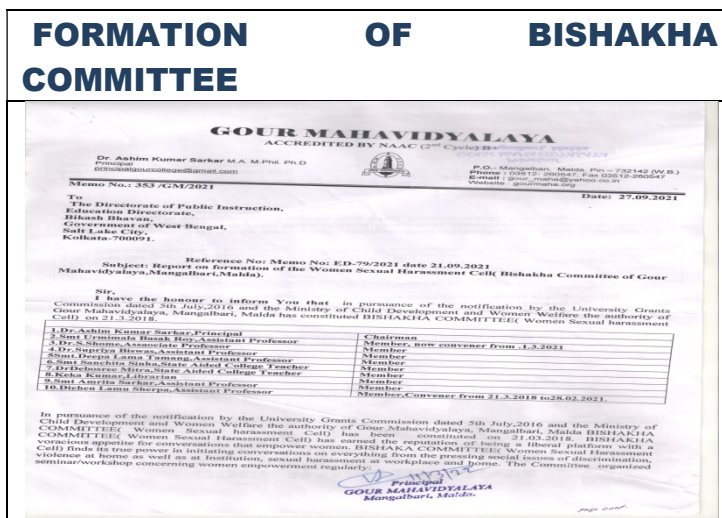 FORMATION OF BISHAKHA
COMMITTEE
GOUR MAHAVIDYALAYA
ACCREDITED BY NAAC (2nd Cycle) B+
Dr. Ashim Kumar Sarkar M.A. M.Phil. Ph.D
Principal
principalgourcollege@gmail.com
P.O.- Mangalbari, Malda, Pin – 732142 (W.B.)
Phone : 03512- 260547; Fax 03512-260547
E-mail : gour_maha@yahoo.co.in
Website : gourmaha.org
Memo No.: 353 /GM/2021
Date: 27.09.2021
To
The Directorate of Public Instruction,
Education Directorate,
Bikash Bhavan,
Government of West Bengal,
Salt Lake City,
Kolkata-700091.
Reference No: Memo No: ED-79/2021 date 21.09.2021
Subject: Report on formation of the Women Sexual Harassment Cell( Bishakha Committee of Gour
Mahavidyalaya,Mangalbari,Malda).
Sir,
I have the honour to inform You that in pursuance of the notification by the University Grants
Commission dated 5th July,2016 and the Ministry of Child Development and Women Welfare the authority of
Gour Mahavidyalaya, Mangalbari, Malda has constituted BISHAKHA COMMITTEE( Women Sexual harassment
Cell) on 21.3.2018.
1.Dr.Ashim Kumar Sarkar,Principal Chairman
2.Smt Urmimala Basak Roy,Assistant Professor Member, now convener from .1.3.2021
3.Dr.S.Shome,Associate Professor Member
4.Dr.Supriya Biswas,Assistant Professor Member
5Smt.Deepa Lama Tamang,Assistant Professor Member
6.Smt Sanchita Sinha,State Aided College Teacher Member
7.DrDebosree Mitra,State Aided College Teacher Member
8.Keka Kumar,Librarian Member
9.Smt Amrita Sarkar,Assistant Professor Member
10.Dichen Lama Sherpa,Assistant Professor Member,Convener from 21.3.2018 to28.02.2021.
In pursuance of the notification by the University Grants Commission dated 5th July,2016 and the Ministry of
Child Development and Women Welfare the authority of Gour Mahavidyalaya, Mangalbari, Malda BISHAKHA
COMMITTEE( Women Sexual harassment Cell) has been constituted on 21.03.2018. BISHAKHA
COMMITTEE( Women Sexual Harassment Cell) has earned the reputation of being a liberal platform with a
voracious appetite for conversations that empower women. BISHAKA COMMITTEE( Women Sexual Harassment
Cell) finds its true power in initiating conversations on everything from the pressing social issues of discrimination,
violence at home as well as at Institution, sexual harassment at workplace and home. The Committee organized
seminar/workshop concerning women empowerment regularly:
Principal
GOUR MAHAVIDYALAYA
Mangalbari, Malda.